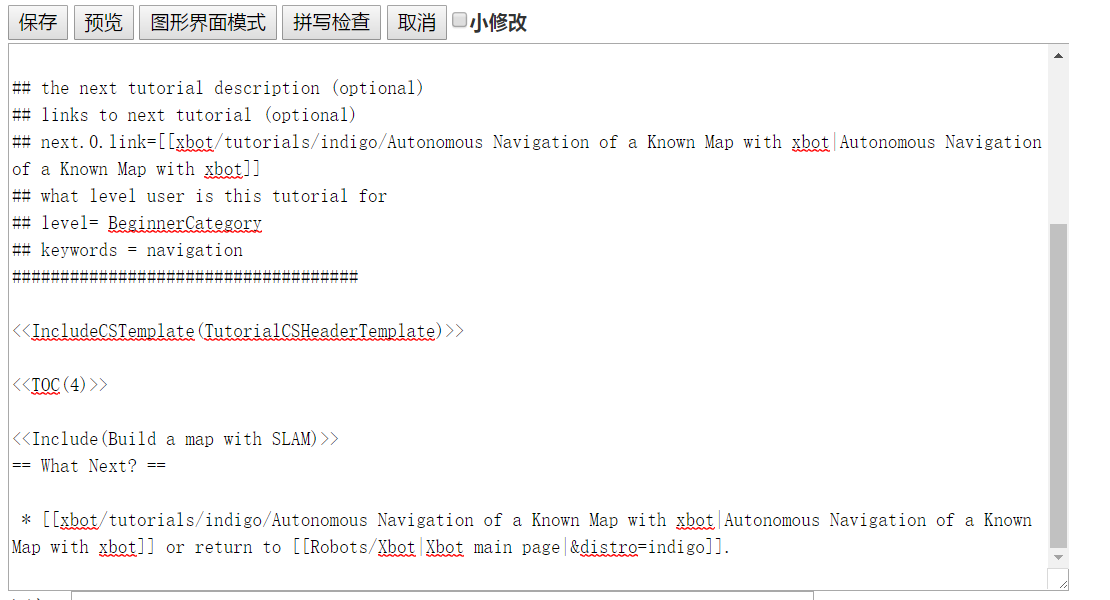 保存 预览 图形界面模式 拼写检查 取消 小修改
## the next tutorial description (optional)
## links to next tutorial (optional)
## next.0.link=[[xbot/tutorials/indigo/Autonomous Navigation of a Known Map with xbot|Autonomous Navigation
of a Known Map with xbot]]
## what level user is this tutorial for
## level= BeginnerCategory
## keywords = navigation
####################################
<<IncludeCSTemplate(TutorialCSHeaderTemplate)>>
<<TOC(4)>>
<<Include(Build a map with SLAM)>>
== What Next? ==
* [[xbot/tutorials/indigo/Autonomous Navigation of a Known Map with xbot|Autonomous Navigation of a Known
Map with xbot]] or return to [[Robots/Xbot|Xbot main page|&distro=indigo]].